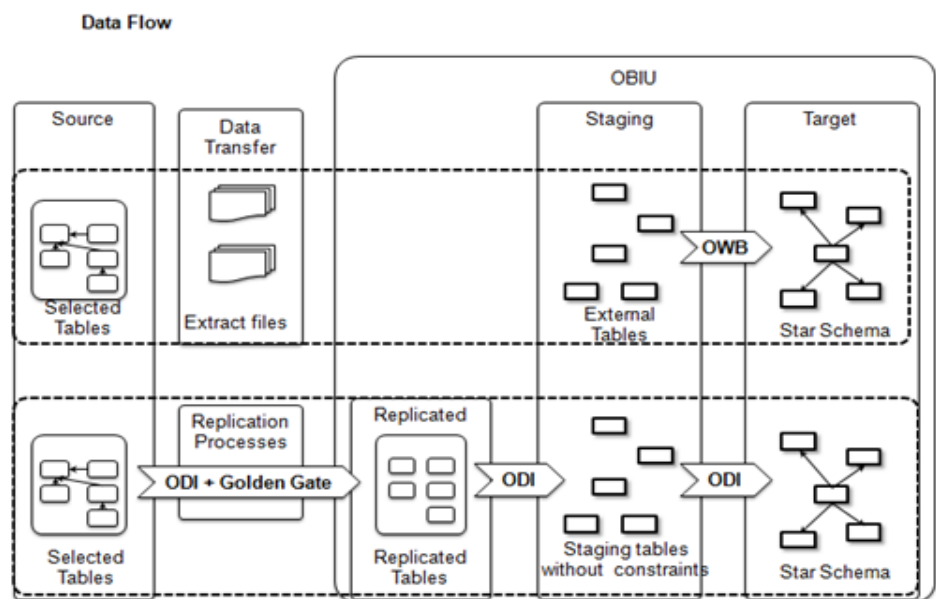 Data Flow
OBIU
Source
Data
Transfer
Staging
Target
Selected
Tables
Extract files
External
Tables
OWB
Star Schema
Replication
Processes
Replicated
ODI + Golden Gate
ODI
ODI
Selected
Tables
Replicated
Tables
Staging tables
without constraints
Star Schema